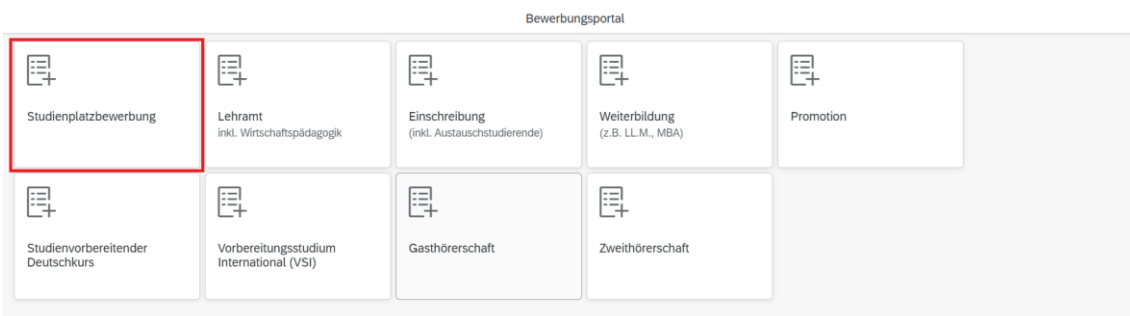 Bewerbungsportal
Studienplatzbewerbung
Lehramt
inkl. Wirtschaftspädagogik
Einschreibung
(inkl. Austauschstudierende)
Weiterbildung
(z.B. LL.M., MBA)
Promotion
Studienvorbereitender
Deutschkurs
Vorbereitungsstudium
International (VSI)
Gasthörerschaft
Zweithörerschaft